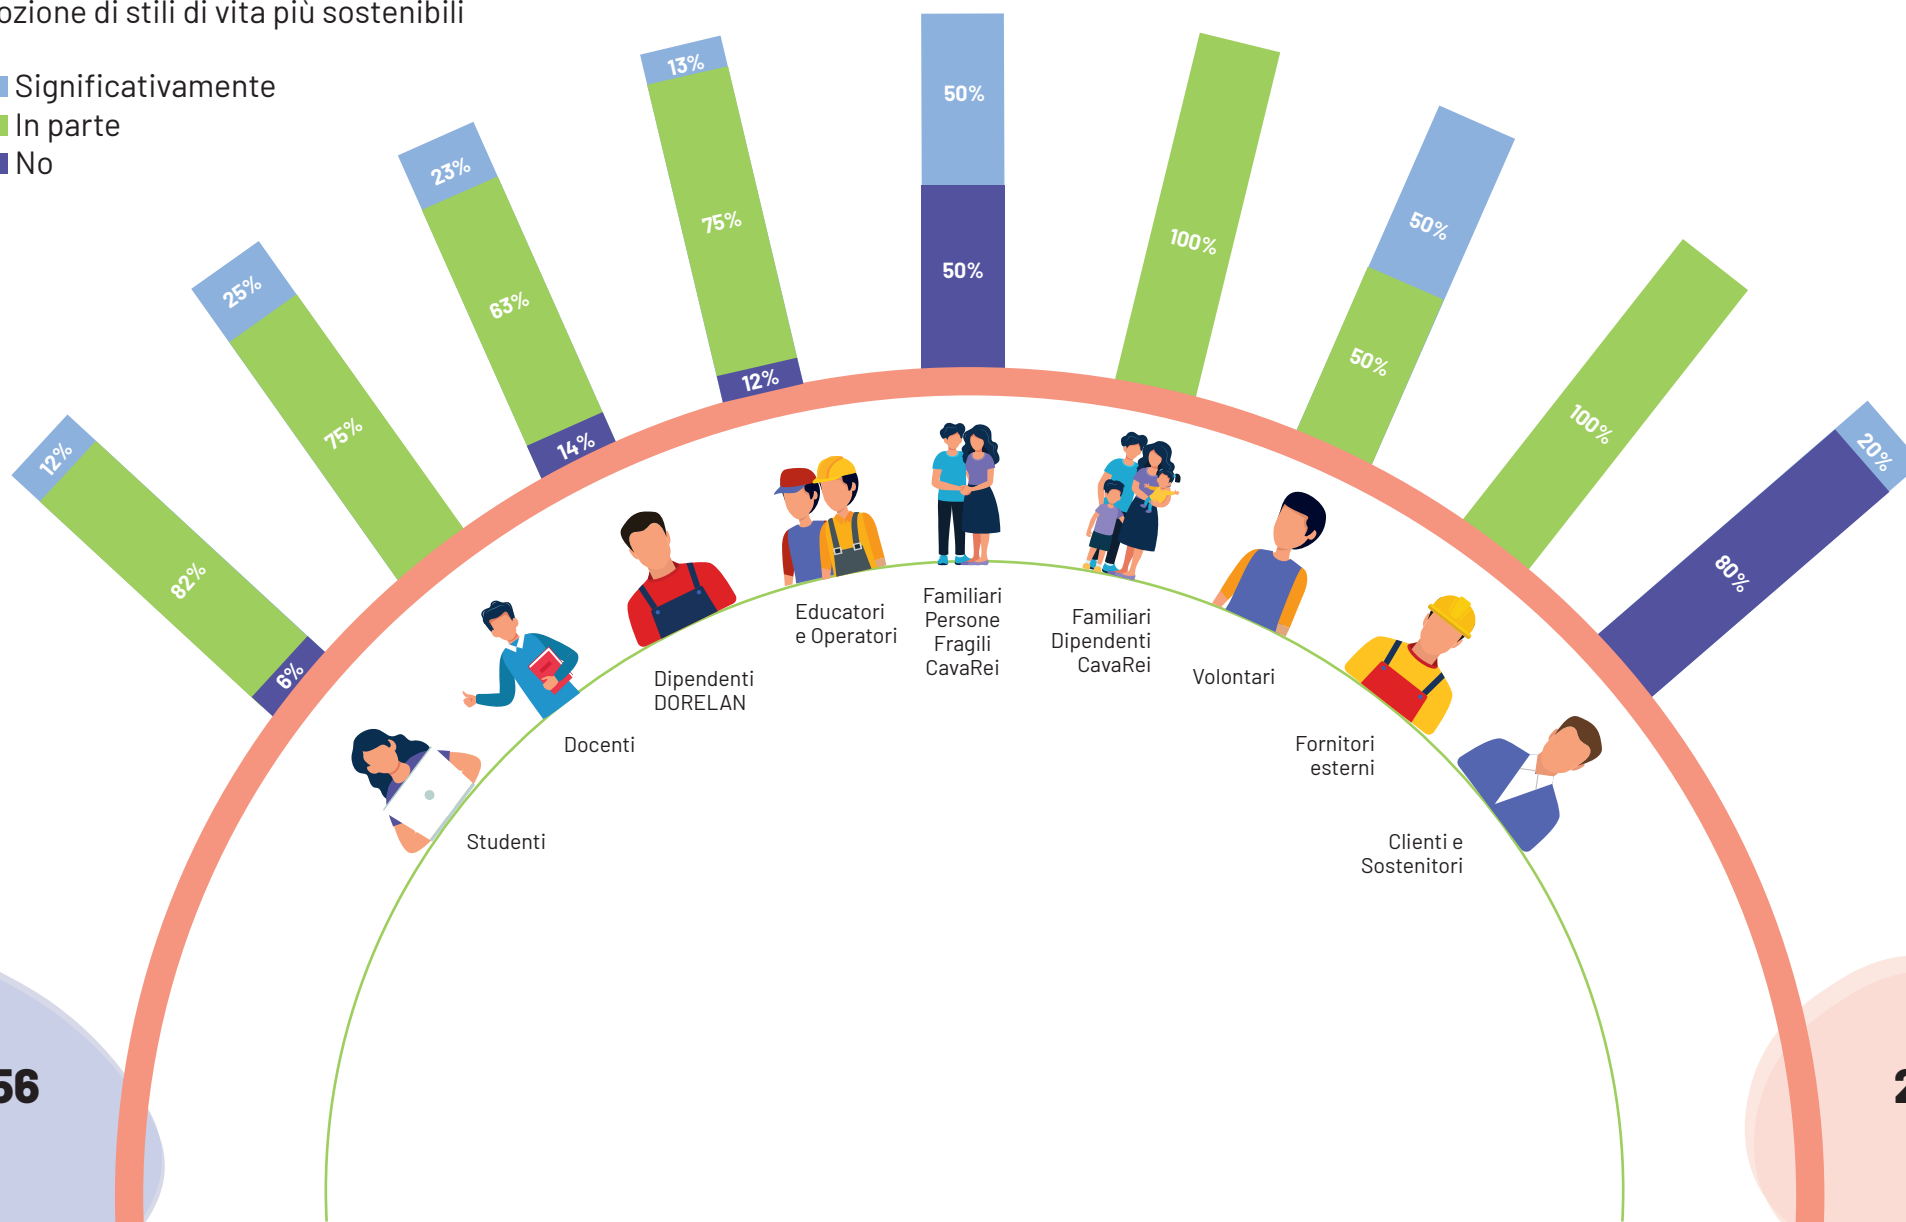 ozione di stili di vita più sostenibili
Significativamente
In parte
No
12%
82%
6%
25%
75%
23%
63%
14%
13%
75%
12%
50%
50%
100%
50%
50%
100%
20%
80%
Studenti
Docenti
Dipendenti
DORELAN
Educatori
e Operatori
Familiari
Persone
Fragili
CavaRei
Familiari
Dipendenti
CavaRei
Volontari
Fornitori
esterni
Clienti e
Sostenitori
56
2